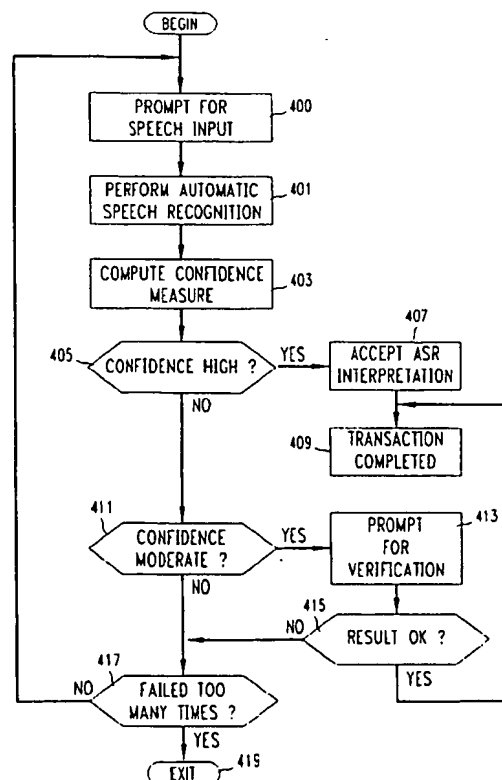 BEGIN
PROMPT FOR
SPEECH INPUT
400
PERFORM AUTOMATIC
SPEECH RECOGNITION
401
COMPUTE CONFIDENCE
MEASURE
403
405
CONFIDENCE HIGH ?
YES
NO
407
ACCEPT ASR
INTERPRETATION
409
TRANSACTION
COMPLETED
411
CONFIDENCE
MODERATE ?
YES
NO
413
PROMPT
FOR
VERIFICATION
415
NO
RESULT OK ?
YES
417
NO
FAILED TOO
MANY TIMES ?
YES
EXIT
419